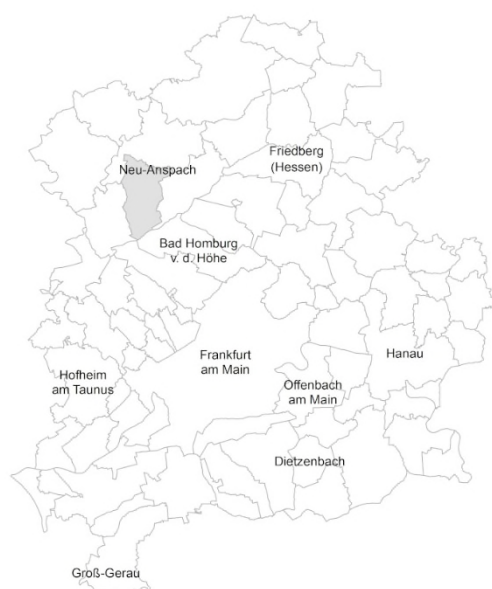 Friedberg
(Hessen)
Neu-Anspach
Bad Homburg
v. d. Höhe
Frankfurt
am Main
Hanau
Hofheim
am Taunus
Offenbach
am Main
Dietzenbach
Groß-Gerau